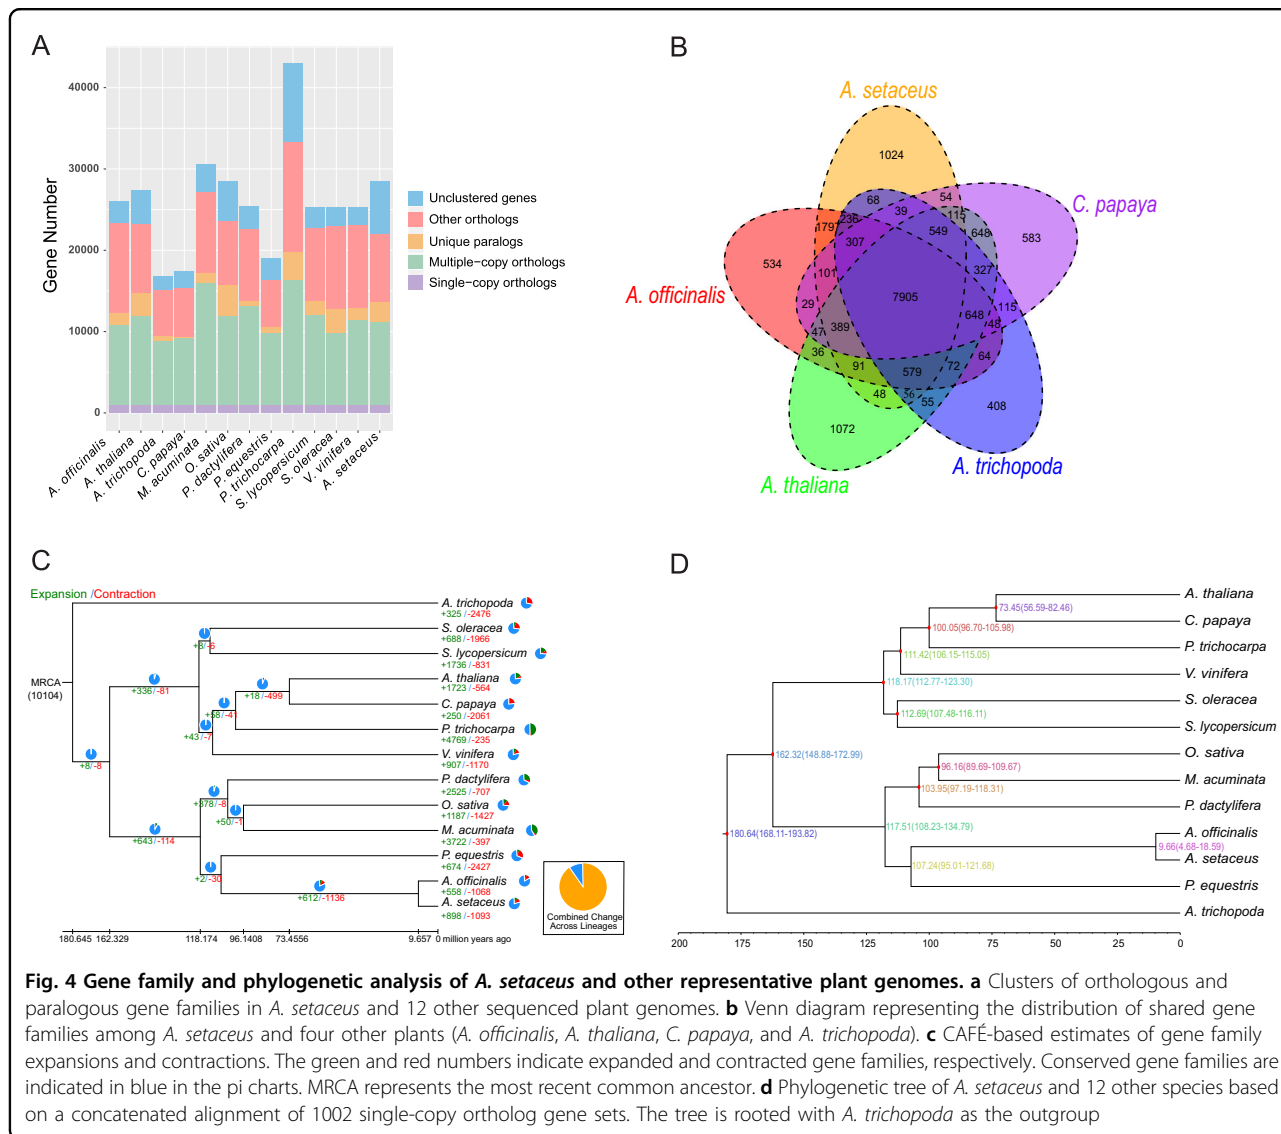 A
Gene Number
40000
30000
20000
10000
0
A. officinalis
A. thaliana
A. trichopoda
C. papaya
M. acuminata
O. sativa
P. dactylifera
P. equestris
P. trichocarpa
S. lycopersicum
S. oleracea
V. vinifera
A. setaceus
Unclustered genes
Other orthologs
Unique paralogs
Multiple-copy orthologs
Single-copy orthologs
B
A. setaceus
C. papaya
A. officinalis
A. thaliana
A. trichopoda
1024
68
54
39
115
236
1797
549
648
583
307
534
101
327
7905
29
115
648
48
47
389
36
64
91
579
72
48
56
55
408
1072
C
Expansion /Contraction
MRCA
(10104)
A. trichopoda
+325/-2476
S. oleracea
+688/-1966
+8/-6
S. lycopersicum
+1736/-831
A. thaliana
+1723/-564
+336/-81
+18/-499
C. papaya
+250/-2061
+58/-41
P. trichocarpa
+4769/-235
+43/-7
V. vinifera
+907/-1170
+8/-8
P. dactylifera
+2525/-707
+378/-8
O. sativa
+1187/-1427
+50/-1
M. acuminata
+3722/-397
+643/-114
P. equestris
+674/-2427
+2/-30
A. officinalis
+558/-1068
+612/-1136
A. setaceus
+898/-1093
Combined Change
Across Lineages
180.645 162.329 118.174 96.1408 73.4556 9.657 0 million years ago
D
A. thaliana
73.45(56.59-82.46)
C. papaya
100.05(96.70-105.98)
P. trichocarpa
111.42(106.15-115.05)
V. vinifera
118.17(112.77-123.30)
S. oleracea
112.69(107.48-116.11)
S. lycopersicum
162.32(148.88-172.99)
O. sativa
96.16(89.69-109.67)
M. acuminata
103.95(97.19-118.31)
P. dactylifera
117.51(108.23-134.79)
180.64(168.11-193.82)
A. officinalis
9.66(4.68-18.59)
A. setaceus
107.24(95.01-121.68)
P. equestris
A. trichopoda
200 175 150 125 100 75 50 25 0
Fig. 4 Gene family and phylogenetic analysis of A. setaceus and other representative plant genomes. a Clusters of orthologous and
paralogous gene families in A. setaceus and 12 other sequenced plant genomes. b Venn diagram representing the distribution of shared gene
families among A. setaceus and four other plants (A. officinalis, A. thaliana, C. papaya, and A. trichopoda). c CAFÉ-based estimates of gene family
expansions and contractions. The green and red numbers indicate expanded and contracted gene families, respectively. Conserved gene families are
indicated in blue in the pi charts. MRCA represents the most recent common ancestor. d Phylogenetic tree of A. setaceus and 12 other species based
on a concatenated alignment of 1002 single-copy ortholog gene sets. The tree is rooted with A. trichopoda as the outgroup